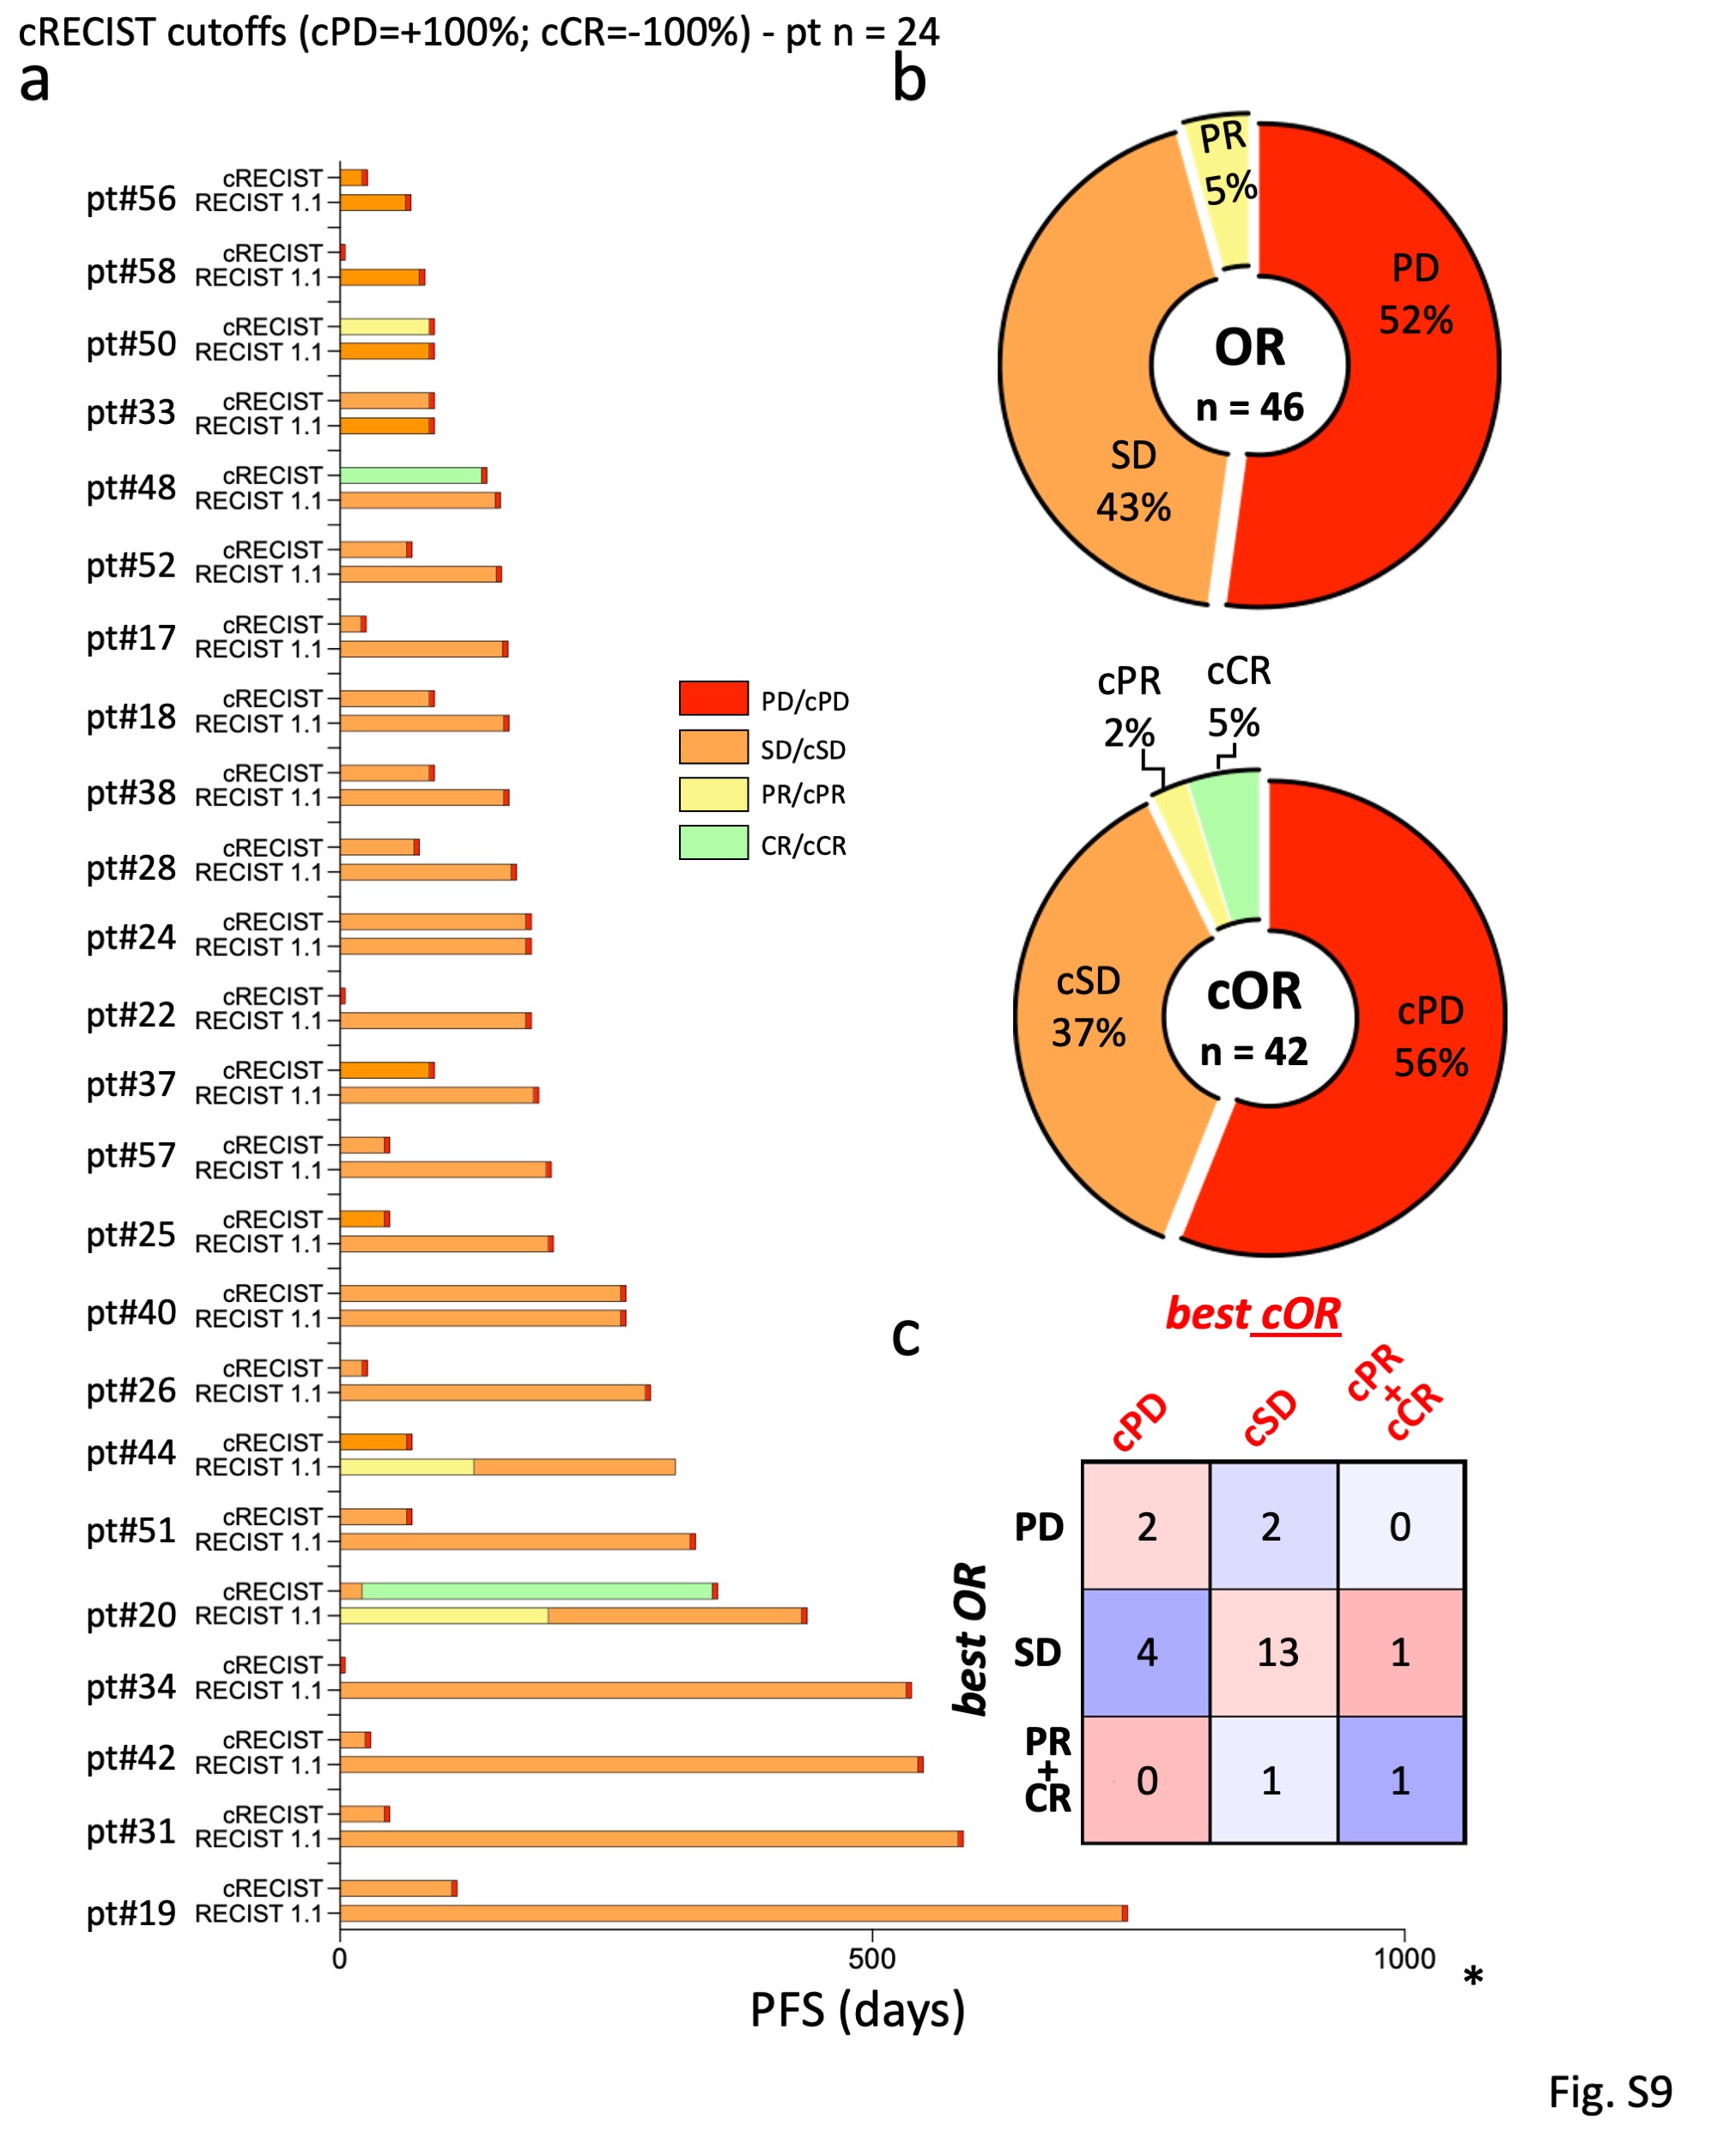 cRECIST cutoffs (cPD=+100%; cCR=-100%) - pt n = 24
a
pt#56
cRECIST
RECIST 1.1
pt#58
cRECIST
RECIST 1.1
pt#50
cRECIST
RECIST 1.1
pt#33
cRECIST
RECIST 1.1
pt#48
cRECIST
RECIST 1.1
pt#52
cRECIST
RECIST 1.1
pt#17
cRECIST
RECIST 1.1
pt#18
cRECIST
RECIST 1.1
pt#38
cRECIST
RECIST 1.1
pt#28
cRECIST
RECIST 1.1
pt#24
cRECIST
RECIST 1.1
pt#22
cRECIST
RECIST 1.1
pt#37
cRECIST
RECIST 1.1
pt#57
cRECIST
RECIST 1.1
pt#25
cRECIST
RECIST 1.1
pt#40
cRECIST
RECIST 1.1
pt#26
cRECIST
RECIST 1.1
pt#44
cRECIST
RECIST 1.1
pt#51
cRECIST
RECIST 1.1
pt#20
cRECIST
RECIST 1.1
pt#34
cRECIST
RECIST 1.1
pt#42
cRECIST
RECIST 1.1
pt#31
cRECIST
RECIST 1.1
pt#19
cRECIST
RECIST 1.1
0 500 1000
*
PFS (days)
PD/cPD
SD/cSD
PR/cPR
CR/cCR
b
PR
5%
PD
52%
OR
n = 46
SD
43%
cPR
2%
cCR
5%
cSD
37%
cOR
n = 42
cPD
56%
c
best cOR
cPD
cSD
cPR
+
cCR
best OR
PD
2 2 0
SD
4 13 1
PR
+
CR
0 1 1
Fig. S9